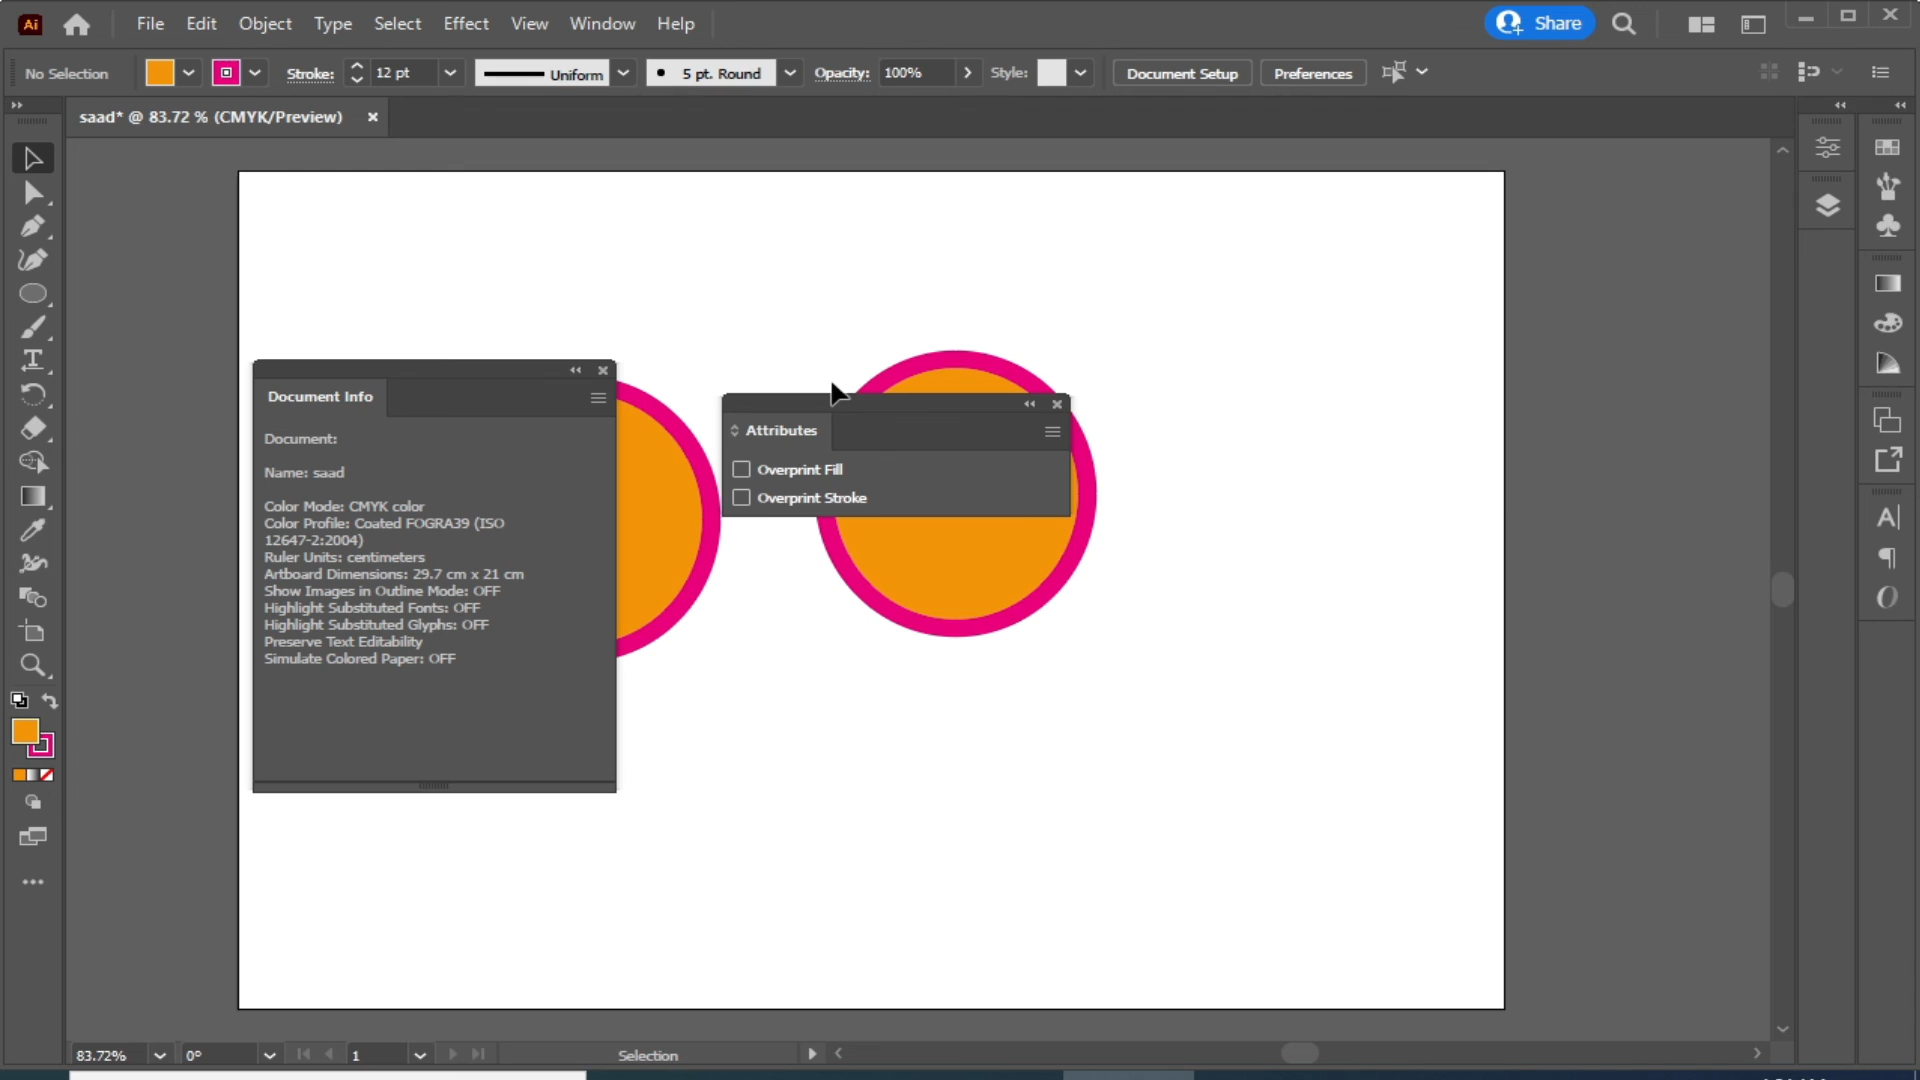 Ai File Edit Object Type Select Effect View Window Help Share
No Selection Stroke: 12 pt Uniform 5 pt. Round Opacity: 100% Style: Document Setup Preferences
saad* @ 83.72 % (CMYK/Preview)
Document Info
Document:
Name: saad
Color Mode: CMYK color
Color Profile: Coated FOGRA39 (ISO
12647-2:2004)
Ruler Units: centimeters
Artboard Dimensions: 29.7 cm x 21 cm
Show Images in Outline Mode: OFF
Highlight Substituted Fonts: OFF
Highlight Substituted Glyphs: OFF
Preserve Text Editability
Simulate Colored Paper: OFF
Attributes
Overprint Fill
Overprint Stroke
83.72% 0° 1 Selection